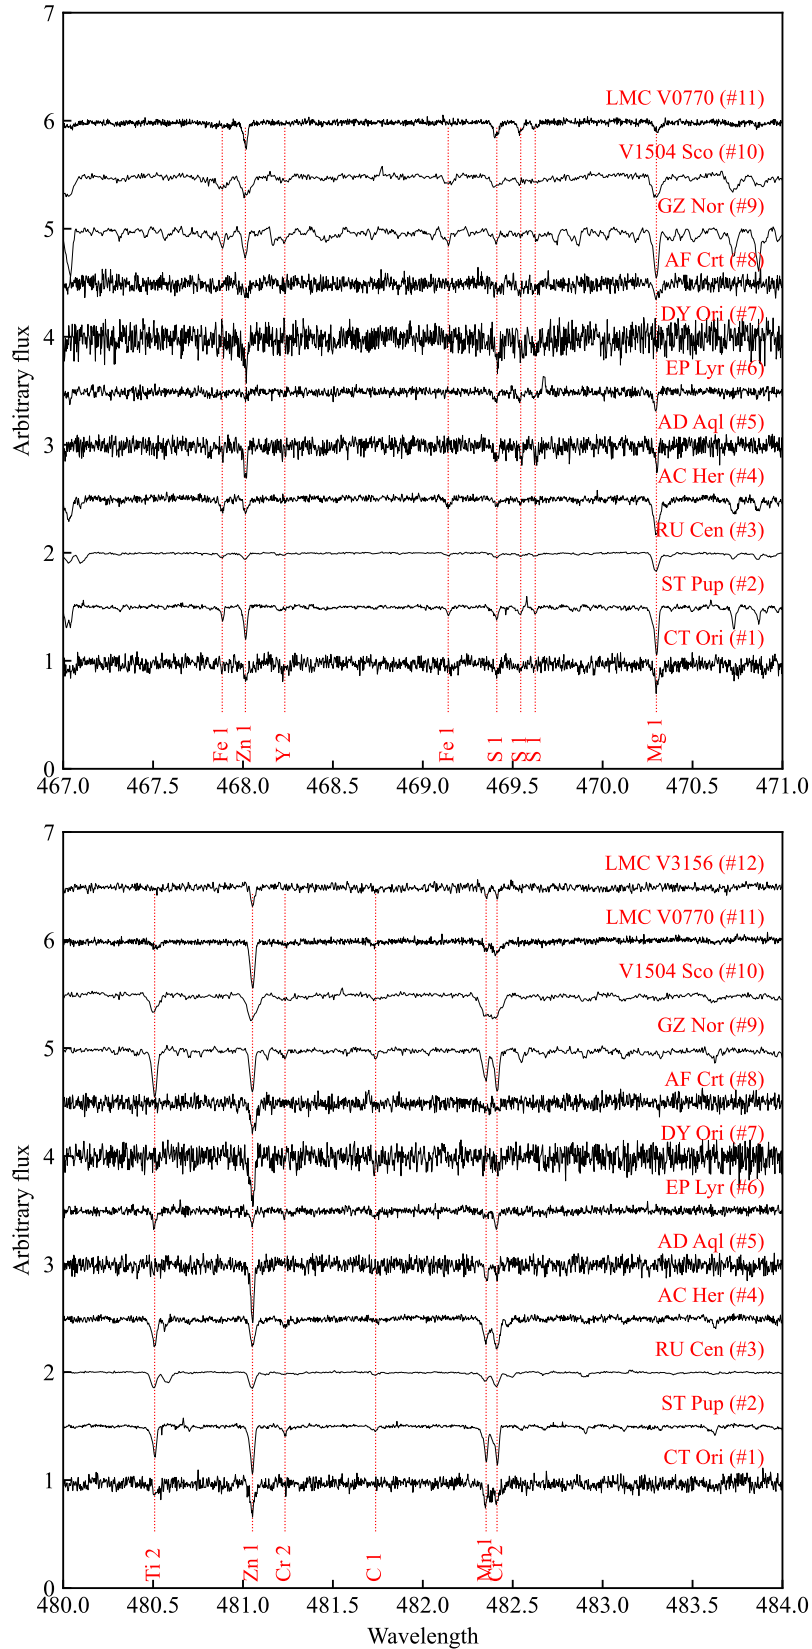 7
LMC V0770 (#11)
6
V1504 Sco (#10)
GZ Nor (#9)
5
AF Crt (#8)
DY Ori (#7)
4
EP Lyr (#6)
AD Aql (#5)
3
AC Her (#4)
RU Cen (#3)
2
ST Pup (#2)
CT Ori (#1)
1
Arbitrary flux
Fe 1 Zn 1 Y 2 Fe 1 S 1 S 1 S 1 Mg 1
0
467.0 467.5 468.0 468.5 469.0 469.5 470.0 470.5 471.0
7
LMC V3156 (#12)
LMC V0770 (#11)
6
V1504 Sco (#10)
GZ Nor (#9)
5
AF Crt (#8)
DY Ori (#7)
4
EP Lyr (#6)
AD Aql (#5)
3
AC Her (#4)
RU Cen (#3)
2
ST Pup (#2)
CT Ori (#1)
1
Arbitrary flux
Ti 2 Zn 1 Cr 2 C 1 Mn 1 Cr 2
0
480.0 480.5 481.0 481.5 482.0 482.5 483.0 483.5 484.0
Wavelength